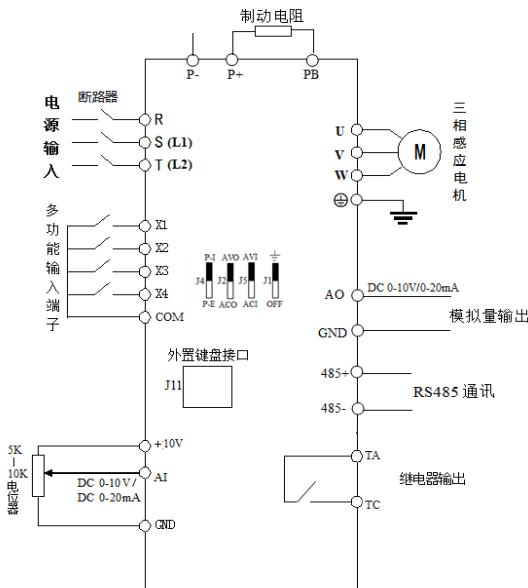 制动电阻
P-
P+
PB
电源输入
断路器
R
S (L1)
T (L2)
U
V
W
M
三相感应电机
多功能输入端子
X1
X2
X3
X4
COM
P-I AVO AVI
J4 J2 J5 J1
P-E ACO ACI OFF
AO
DC 0-10V/0-20mA
GND
模拟量输出
外置键盘接口
J11
485+
485-
RS485 通讯
5K
—
10K
电位器
+10V
AI
DC 0-10V/
DC 0-20mA
GND
TA
TC
继电器输出